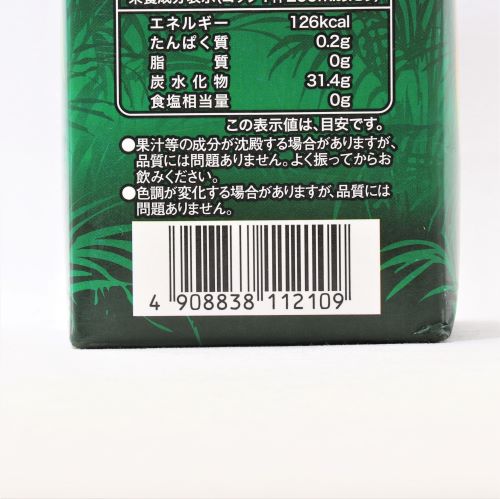 エネルギー 126kcal
たんぱく質 0.2g
脂質 0g
炭水化物 31.4g
食塩相当量 0g
この表示値は、目安です。
●果汁等の成分が沈殿する場合がありますが、
品質には問題ありません。よく振ってからお
飲みください。
●色調が変化する場合がありますが、品質には
問題ありません。
4 908838 112109